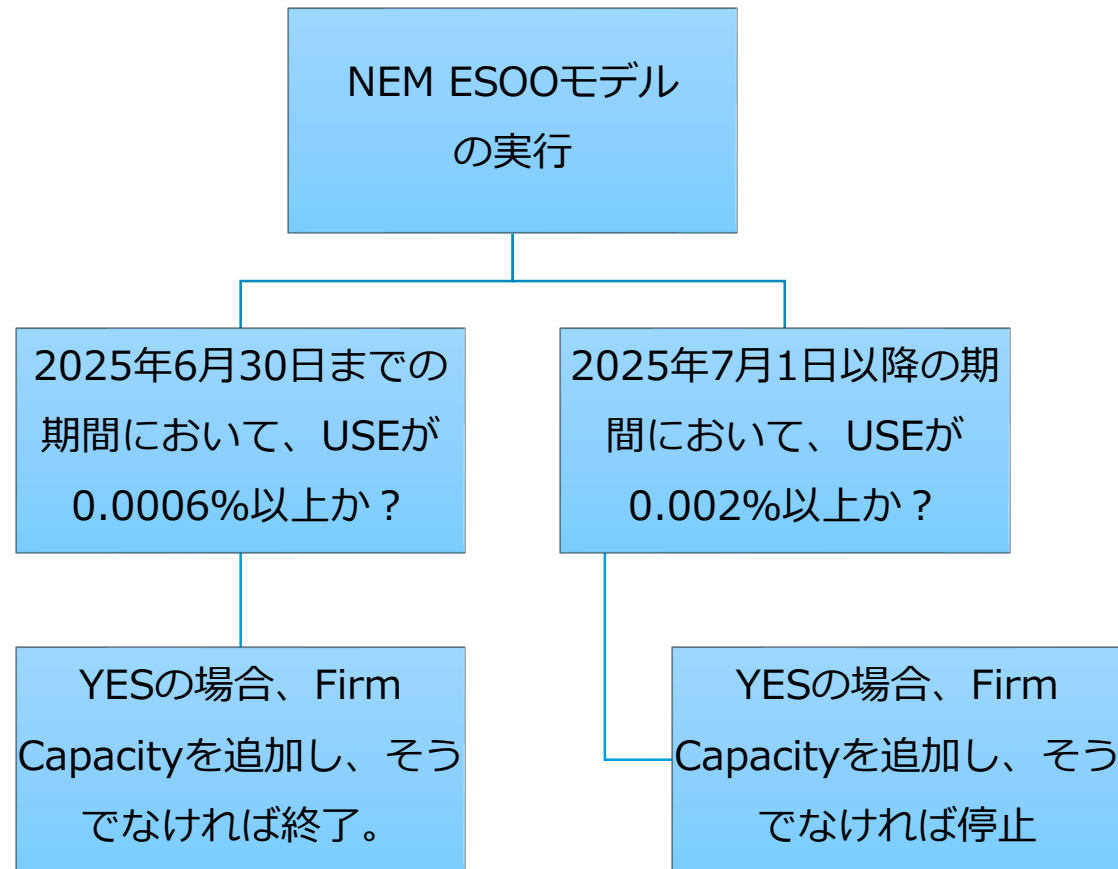 NEM ESOOモデル
の実行
2025年6月30日までの
期間において、USEが
0.0006%以上か？
2025年7月1日以降の期
間において、USEが
0.002%以上か？
YESの場合、Firm
Capacityを追加し、そう
でなければ終了。
YESの場合、Firm
Capacityを追加し、そう
でなければ停止